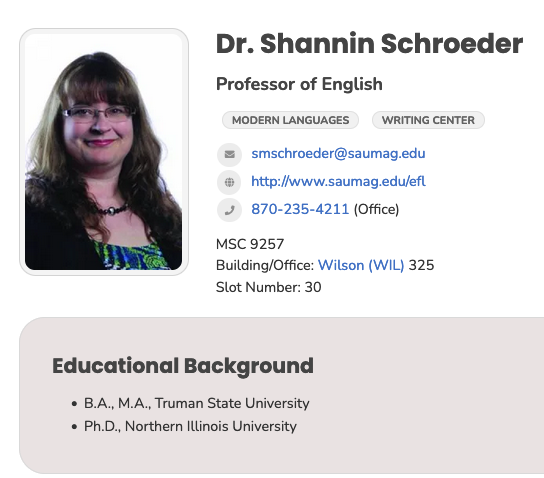 Dr. Shannin Schroeder
Professor of English
MODERN LANGUAGES WRITING CENTER
smschroeder@saumag.edu
http://www.saumag.edu/efl
870-235-4211 (Office)
MSC 9257
Building/Office: Wilson (WIL) 325
Slot Number: 30
Educational Background
• B.A., M.A., Truman State University
• Ph.D., Northern Illinois University